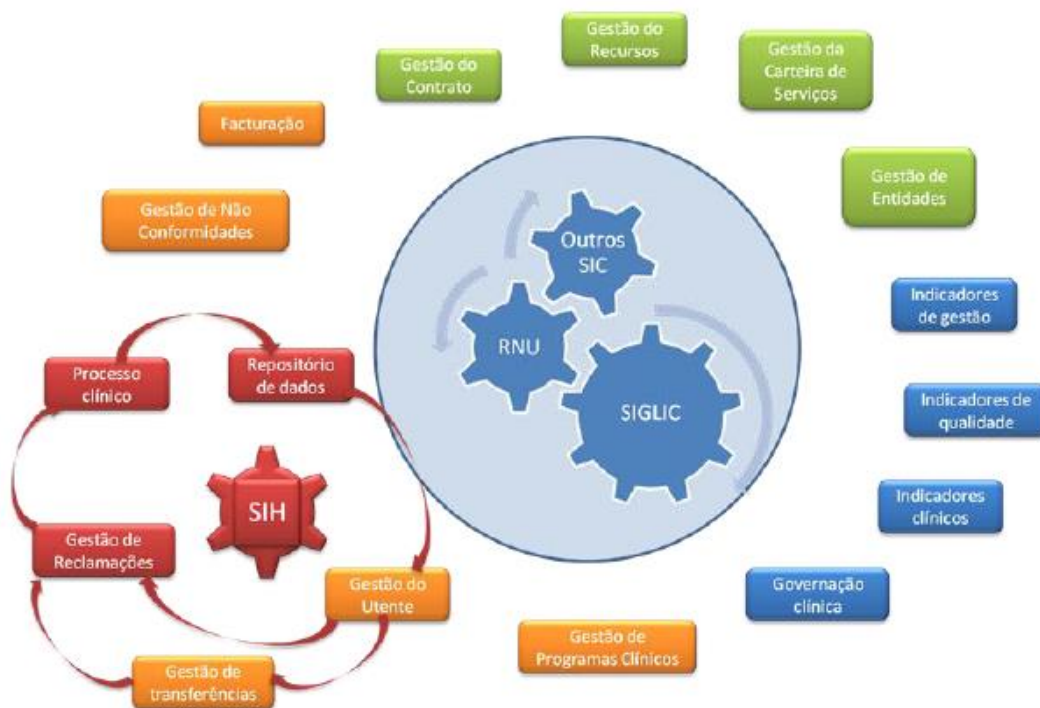 Gestão do
Recursos
Gestão do
Contrato
Gestão da
Carteira de
Serviços
Facturação
Gestão de
Entidades
Gestão de Não
Conformidades
Outros
SIC
RNU
SIGLIC
Indicadores
de gestão
Indicadores de
qualidade
Indicadores
clínicos
Governação
clínica
Processo
clínico
Repositório
de dados
SIH
Gestão de
Reclamações
Gestão do
Utente
Gestão de
transferências
Gestão de
Programas Clínicos